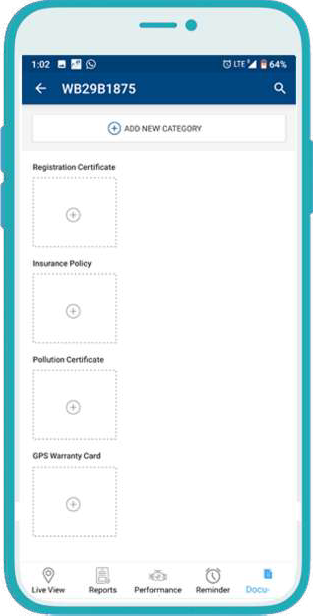 1:02 LTE 64%
WB29B1875
ADD NEW CATEGORY
Registration Certificate
Insurance Policy
Pollution Certificate
GPS Warranty Card
Live View Reports Performance Reminder Docu-